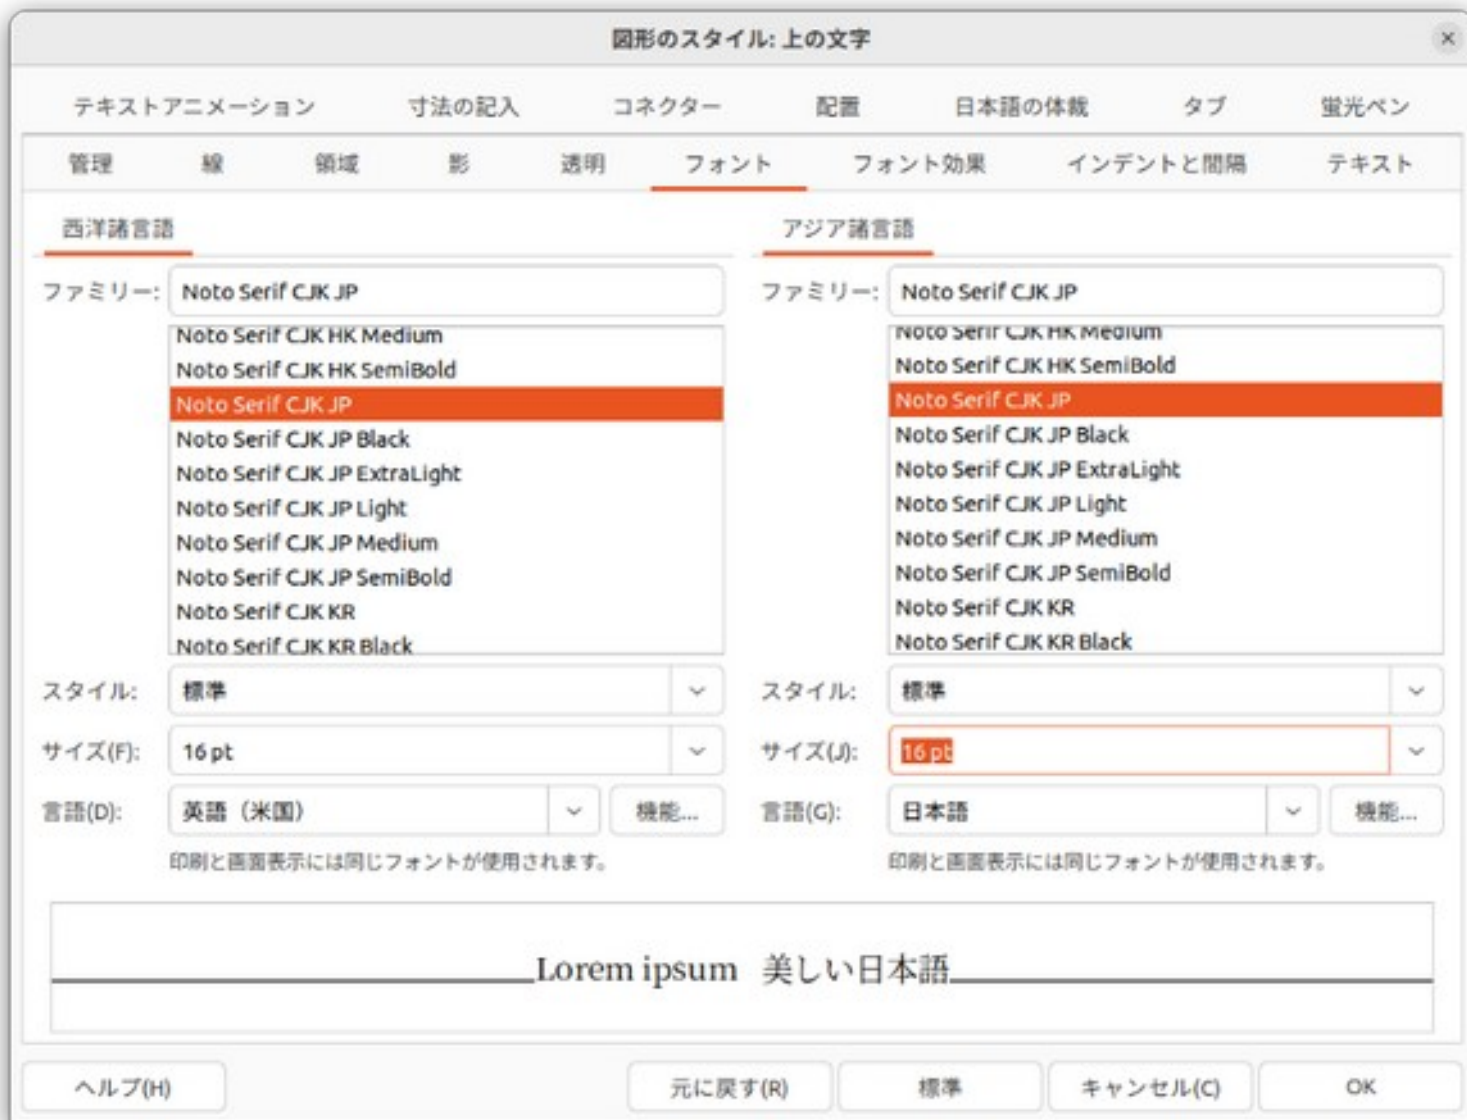 図形のスタイル: 上の文字
×
テキストアニメーション 寸法の記入 コネクター 配置 日本語の体裁 タブ 蛍光ペン
管理 線 領域 影 透明 フォント フォント効果 インデントと間隔 テキスト
西洋諸言語
ファミリー: Noto Serif CJK JP
Noto Serif CJK HK Medium
Noto Serif CJK HK SemiBold
Noto Serif CJK JP
Noto Serif CJK JP Black
Noto Serif CJK JP ExtraLight
Noto Serif CJK JP Light
Noto Serif CJK JP Medium
Noto Serif CJK JP SemiBold
Noto Serif CJK KR
Noto Serif CJK KR Black
スタイル: 標準
サイズ(F): 16 pt
言語(D): 英語（米国） 機能...
印刷と画面表示には同じフォントが使用されます。
アジア諸言語
ファミリー: Noto Serif CJK JP
Noto Serif CJK HK Medium
Noto Serif CJK HK SemiBold
Noto Serif CJK JP
Noto Serif CJK JP Black
Noto Serif CJK JP ExtraLight
Noto Serif CJK JP Light
Noto Serif CJK JP Medium
Noto Serif CJK JP SemiBold
Noto Serif CJK KR
Noto Serif CJK KR Black
スタイル: 標準
サイズ(J): 16 pt
言語(G): 日本語 機能...
印刷と画面表示には同じフォントが使用されます。
Lorem ipsum 美しい日本語
ヘルプ(H) 元に戻す(R) 標準 キャンセル(C) OK